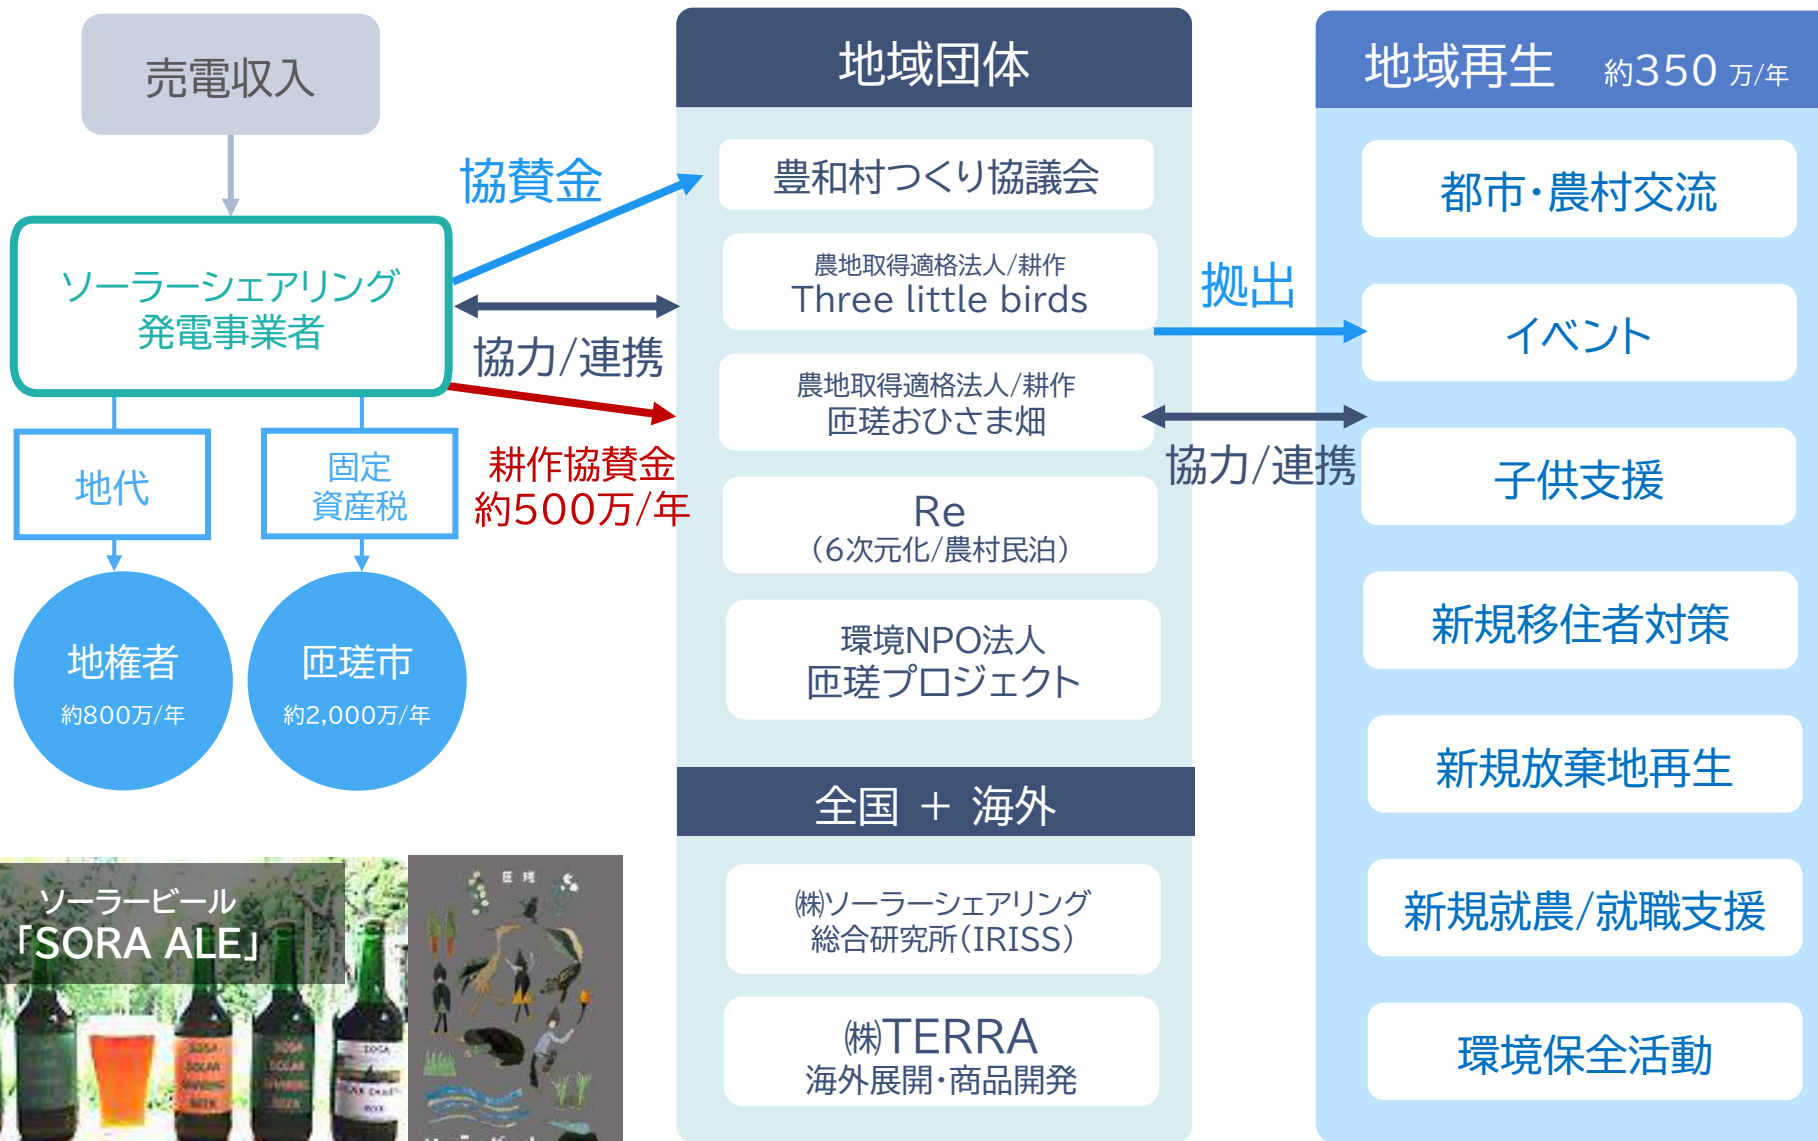 売電収入
ソーラーシェアリング
発電事業者
地代
固定
資産税
地権者
約800万/年
匝瑳市
約2,000万/年
協賛金
協力/連携
耕作協賛金
約500万/年
地域団体
豊和村つくり協議会
農地取得適格法人/耕作
Three little birds
農地取得適格法人/耕作
匝瑳おひさま畑
Re
（6次元化/農村民泊）
環境NPO法人
匝瑳プロジェクト
全国 ＋ 海外
㈱ソーラーシェアリング
総合研究所（IRISS）
㈱TERRA
海外展開・商品開発
拠出
協力/連携
地域再生 約350 万/年
都市・農村交流
イベント
子供支援
新規移住者対策
新規放棄地再生
新規就農/就職支援
環境保全活動
ソーラービール
「SORA ALE」
匝瑳
SOSA
SOLAR
SHARING
BEER